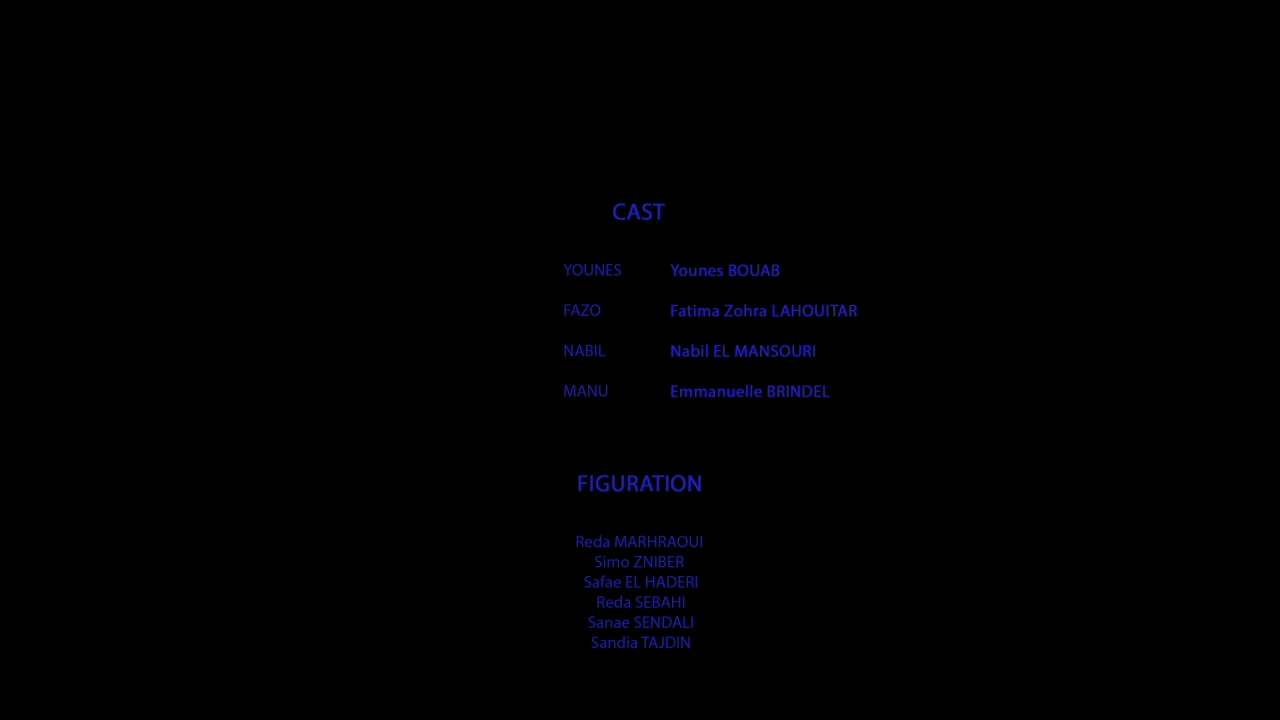 CAST
YOUNES Younes BOUAB
FAZO Fatima Zohra LAHOUITAR
NABIL Nabil EL MANSOURI
MANU Emmanuelle BRINDEL
FIGURATION
Reda MARHRAOUI
Simo ZNIBER
Safae EL HADERI
Reda SEBAHI
Sanae SENDALI
Sandia TAJDIN